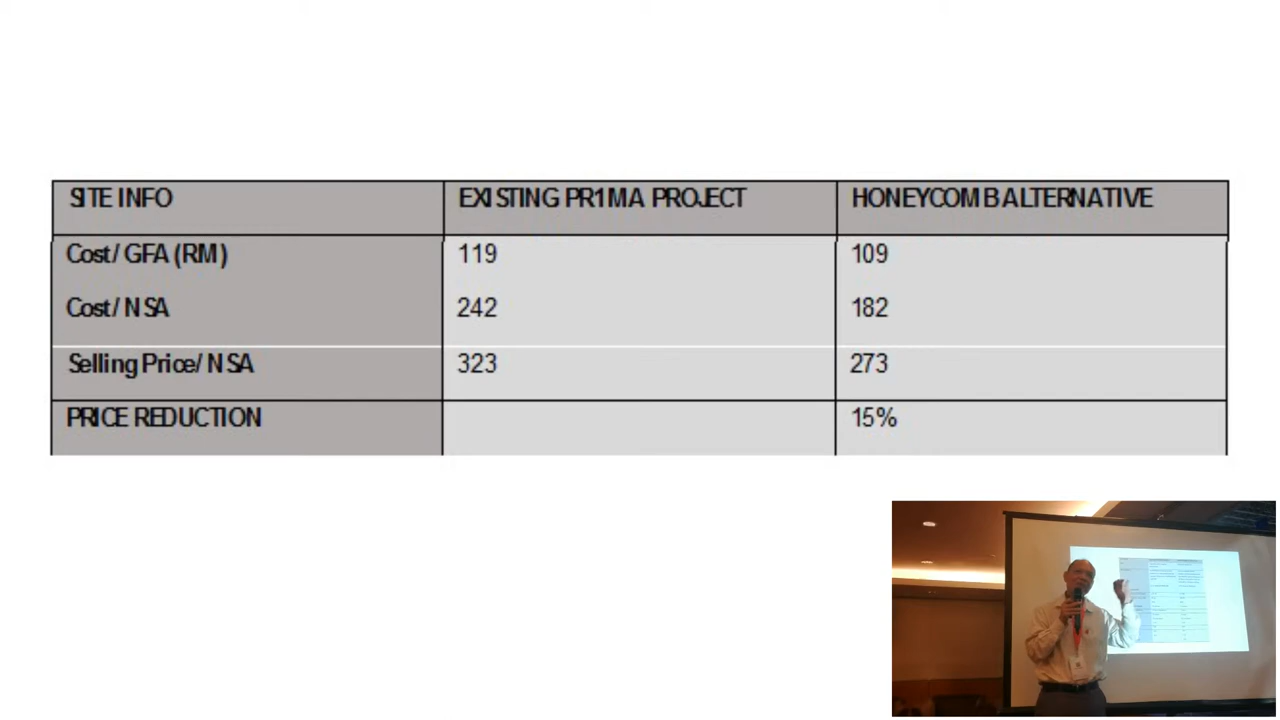 SITE INFO EXISTING PR1MA PROJECT HONEYCOMB ALTERNATIVE
Cost/ GFA (RM) 119 109
Cost/ NSA 242 182
Selling Price/ NSA 323 273
PRICE REDUCTION 15%